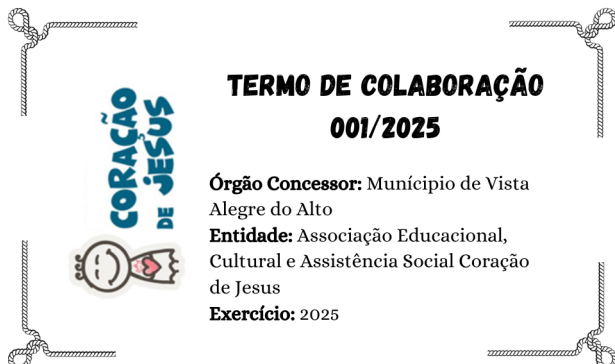 CORAÇÃO
DE JESUS
TERMO DE COLABORAÇÃO
001/2025
Órgão Concessor: Munícipio de Vista
Alegre do Alto
Entidade: Associação Educacional,
Cultural e Assistência Social Coração
de Jesus
Exercício: 2025